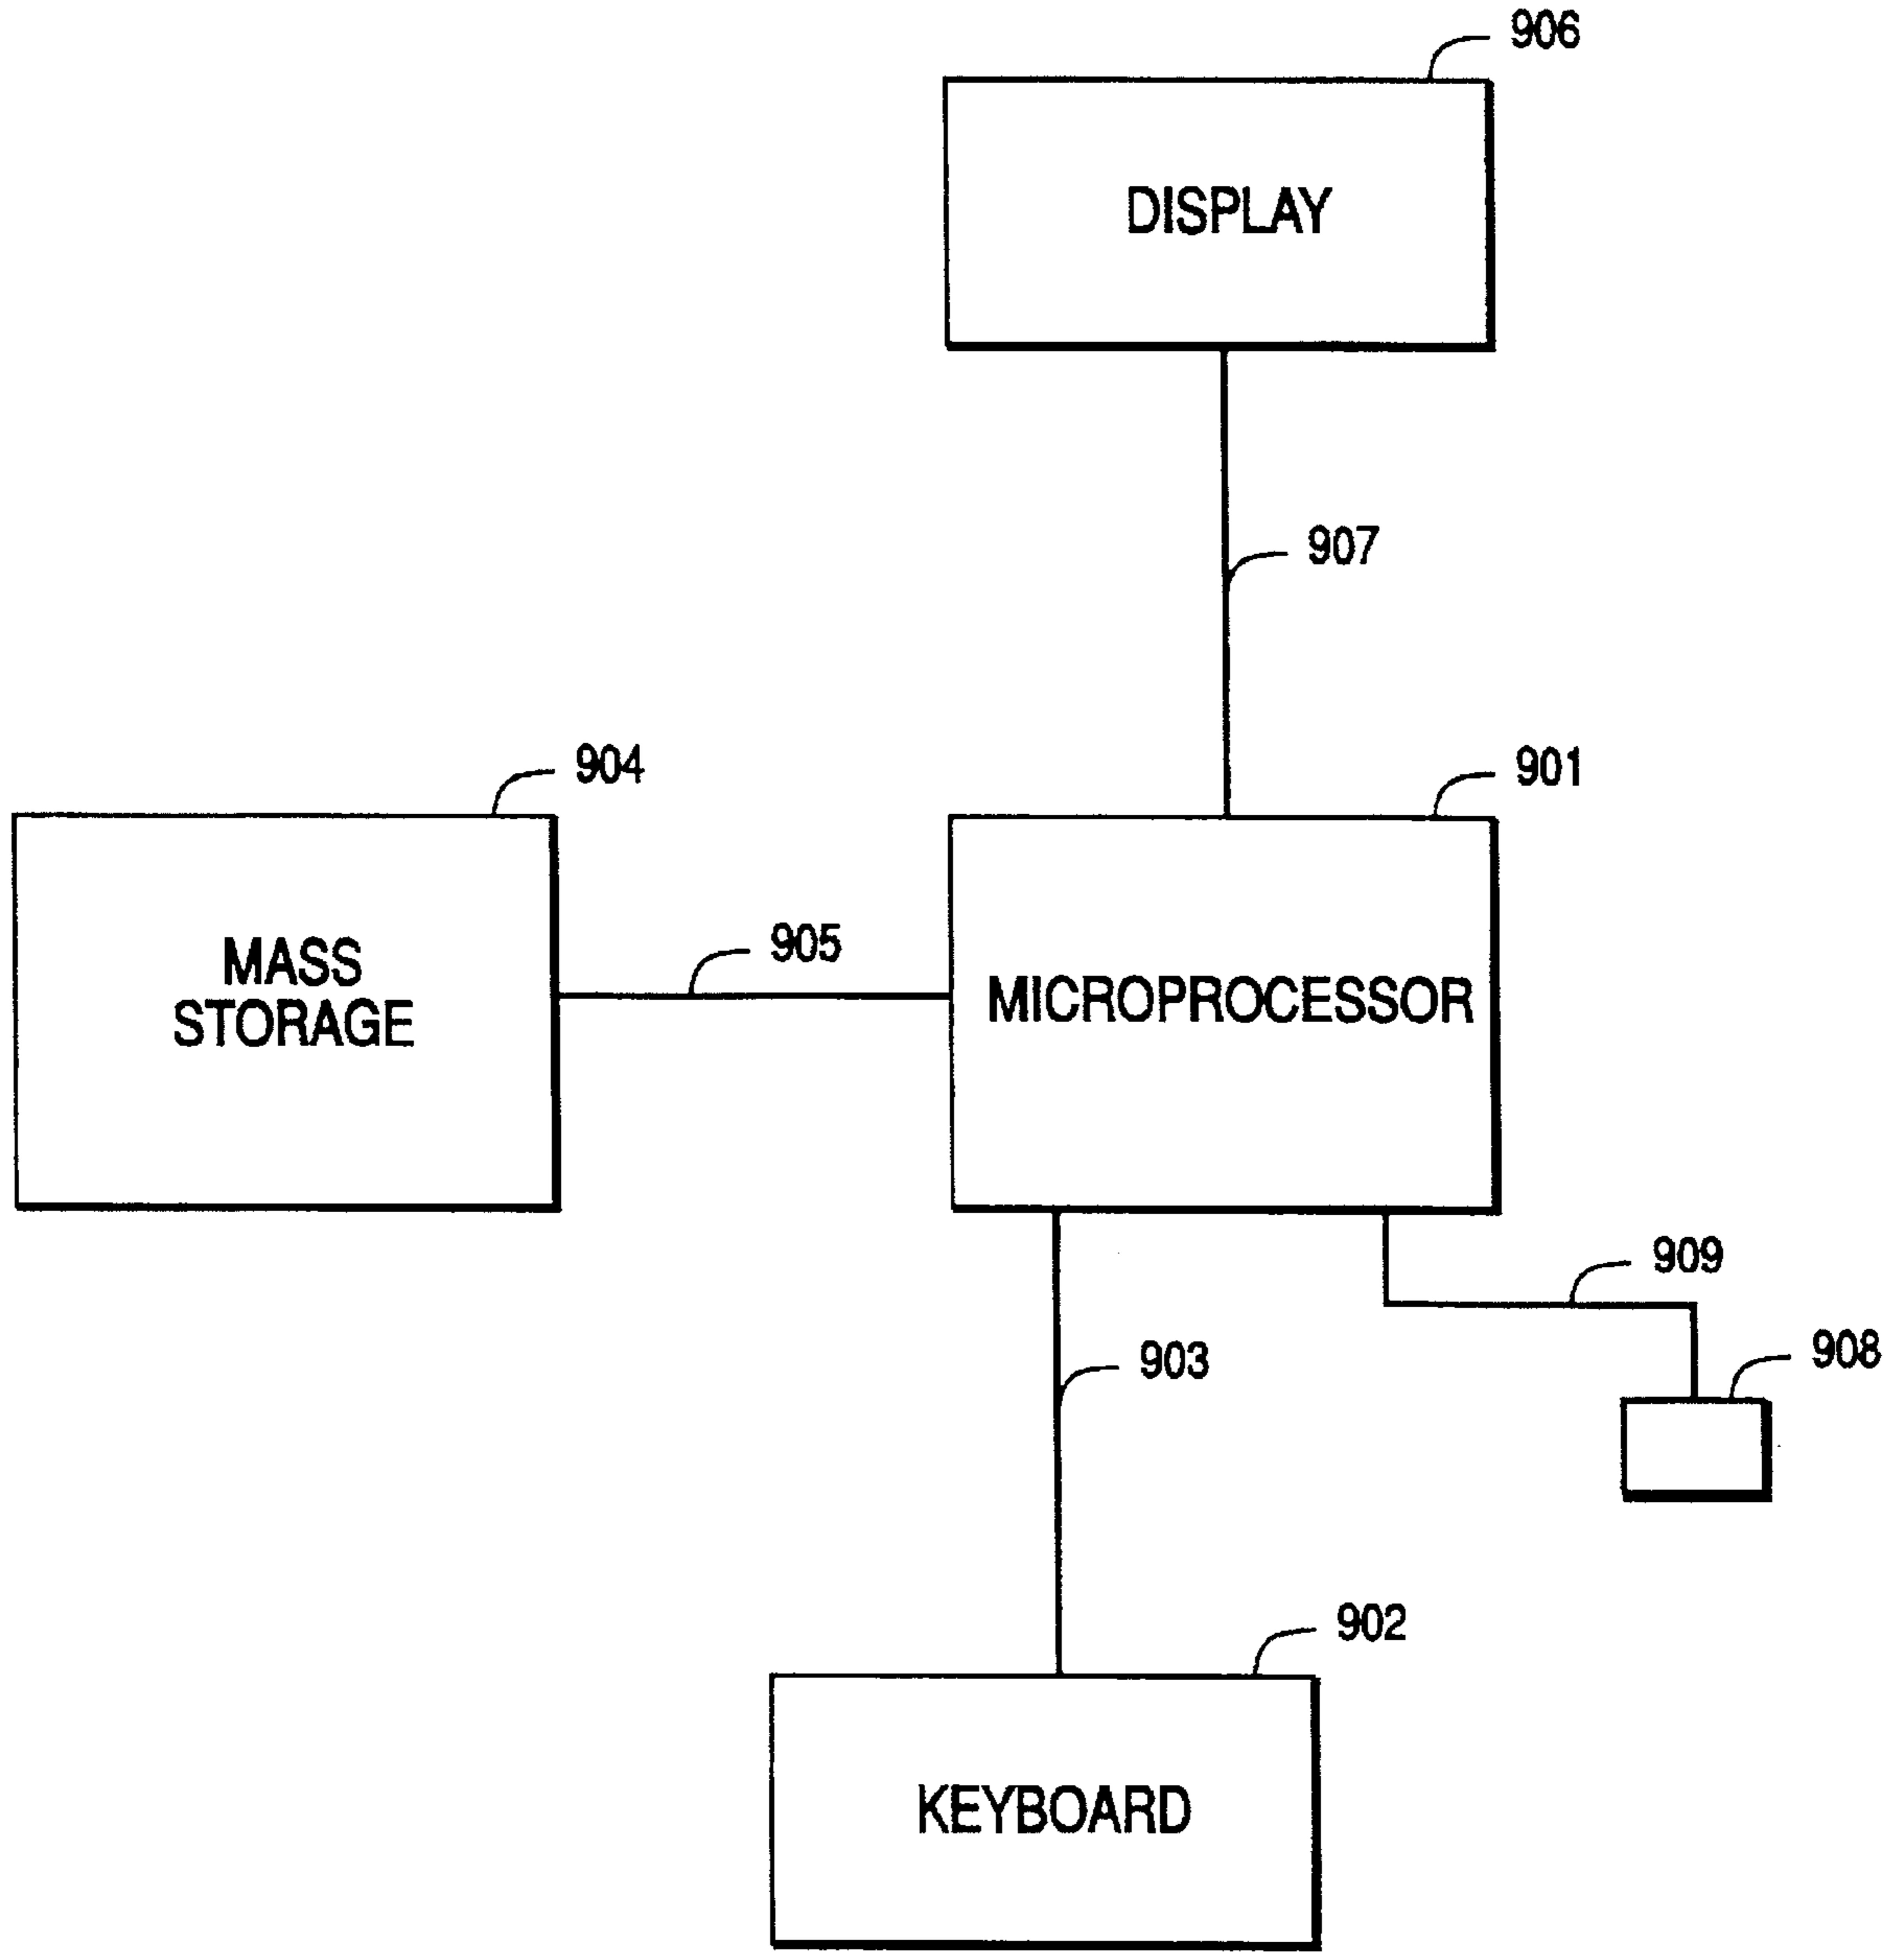 906
DISPLAY
907
904
901
MASS
STORAGE
905
MICROPROCESSOR
909
903
908
902
KEYBOARD